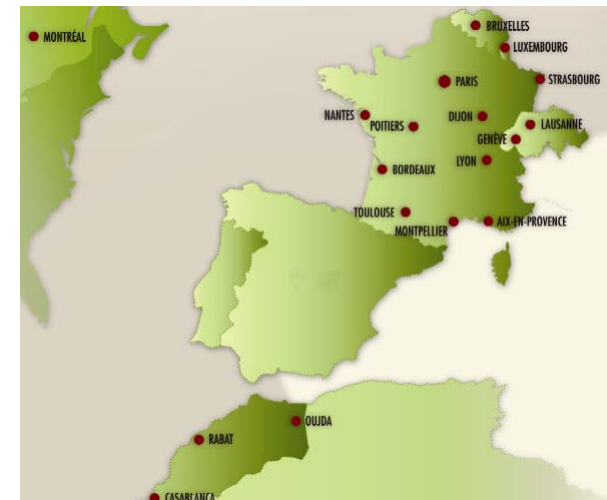 BRUXELLES
MONTRÉAL
LUXEMBOURG
PARIS
STRASBOURG
NANTES
DIJON
POITIERS
LAUSANNE
GENÈVE
LYON
BORDEAUX
TOULOUSE
AIX-EN-PROVENCE
MONTPELLIER
OUJDA
RABAT
CASABLANCA